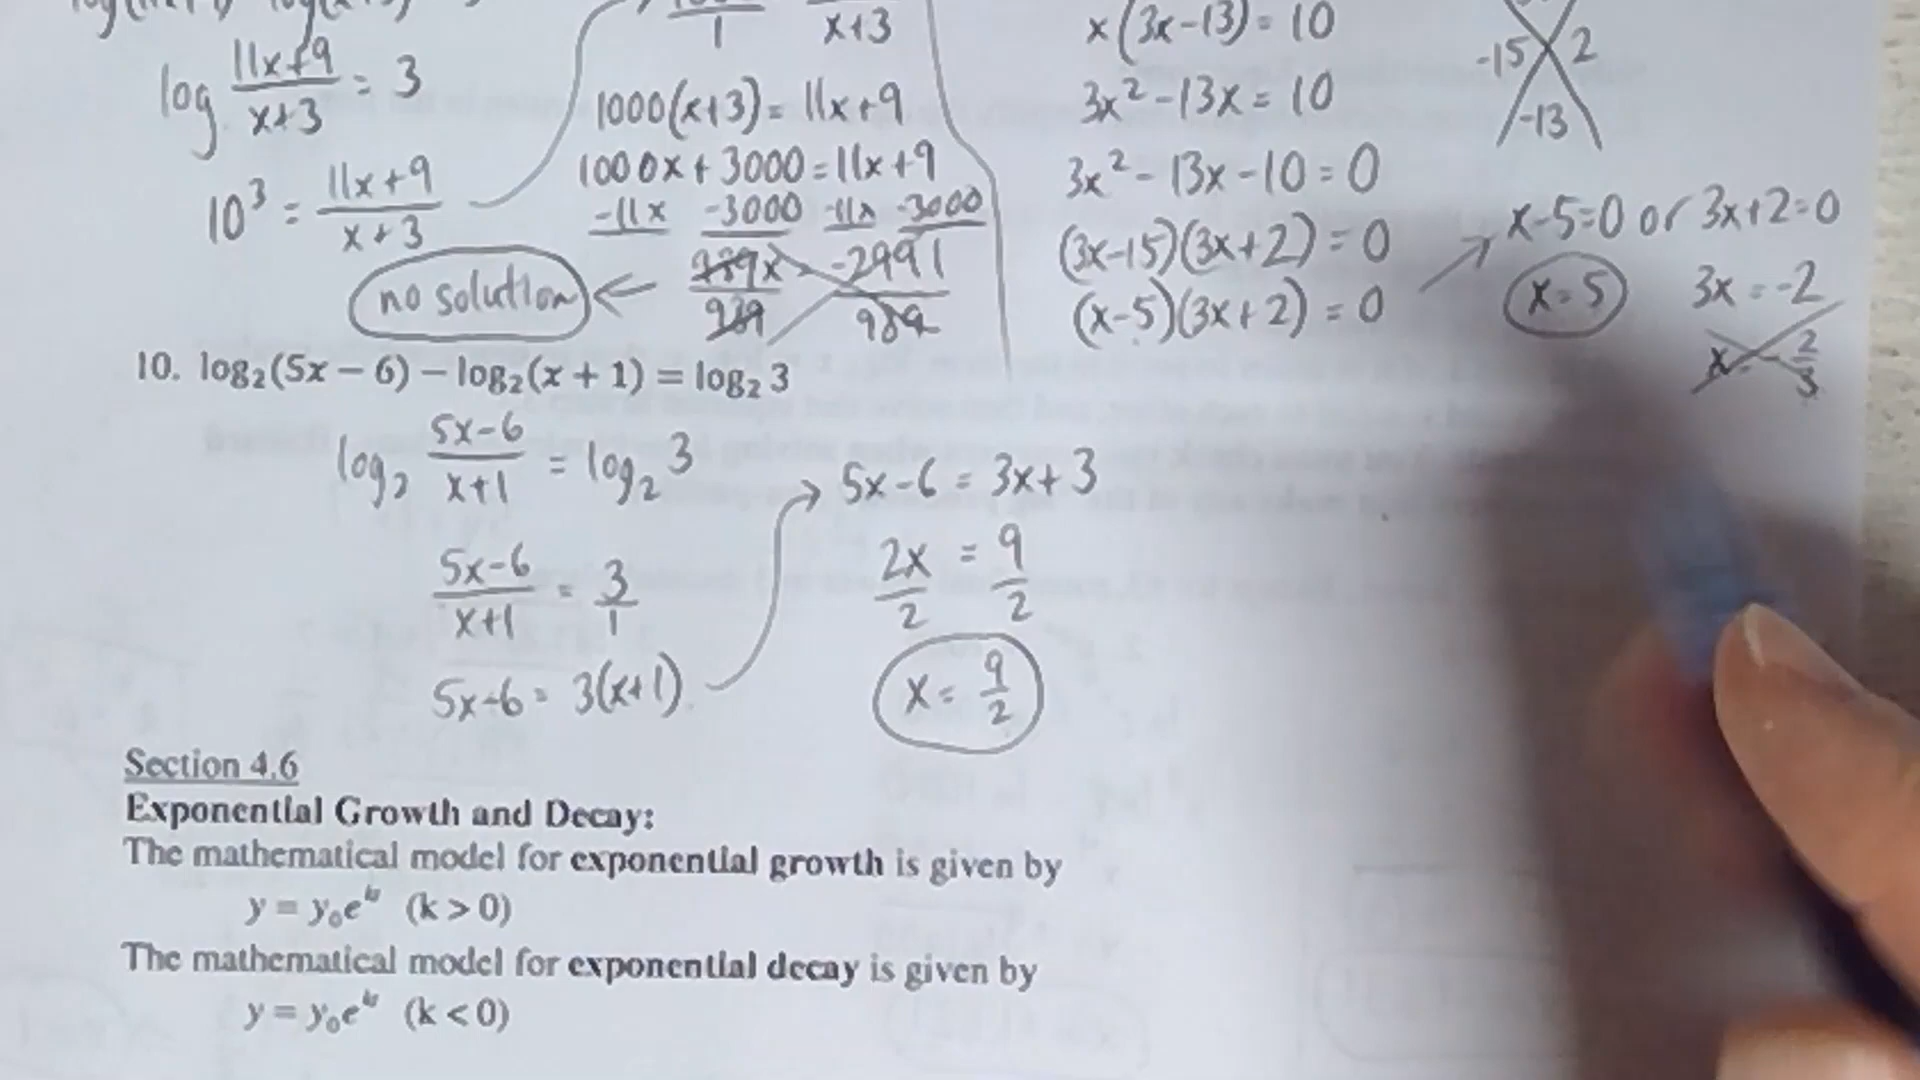 log (11x+9)/(x+3) = 3
10³ = (11x+9)/(x+3)
1 x+3
1000(x+3) = 11x+9
1000x + 3000 = 11x+9
-11x -3000 -11x -3000
989x = -2991
989 989
no solution
x(3x-13) = 10
3x² -13x = 10
3x² - 13x -10 = 0
(3x-15)(3x+2) = 0
(x-5)(3x+2) = 0
-15 2
-13
x-5=0 or 3x+2=0
x=5
3x = -2
x = -2/3
10. log₂(5x – 6) – log₂(x + 1) = log₂ 3
log₂ (5x-6)/(x+1) = log₂ 3
(5x-6)/(x+1) = 3/1
5x-6 = 3(x+1)
5x-6 = 3x+3
2x/2 = 9/2
x = 9/2
Section 4.6
Exponential Growth and Decay:
The mathematical model for exponential growth is given by
y = y₀eᵏᵗ (k > 0)
The mathematical model for exponential decay is given by
y = y₀eᵏᵗ (k < 0)